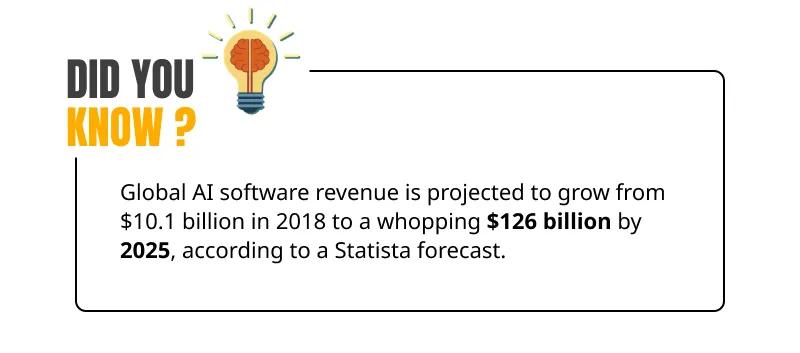 DID YOU
KNOW ?
Global AI software revenue is projected to grow from
$10.1 billion in 2018 to a whopping $126 billion by
2025, according to a Statista forecast.